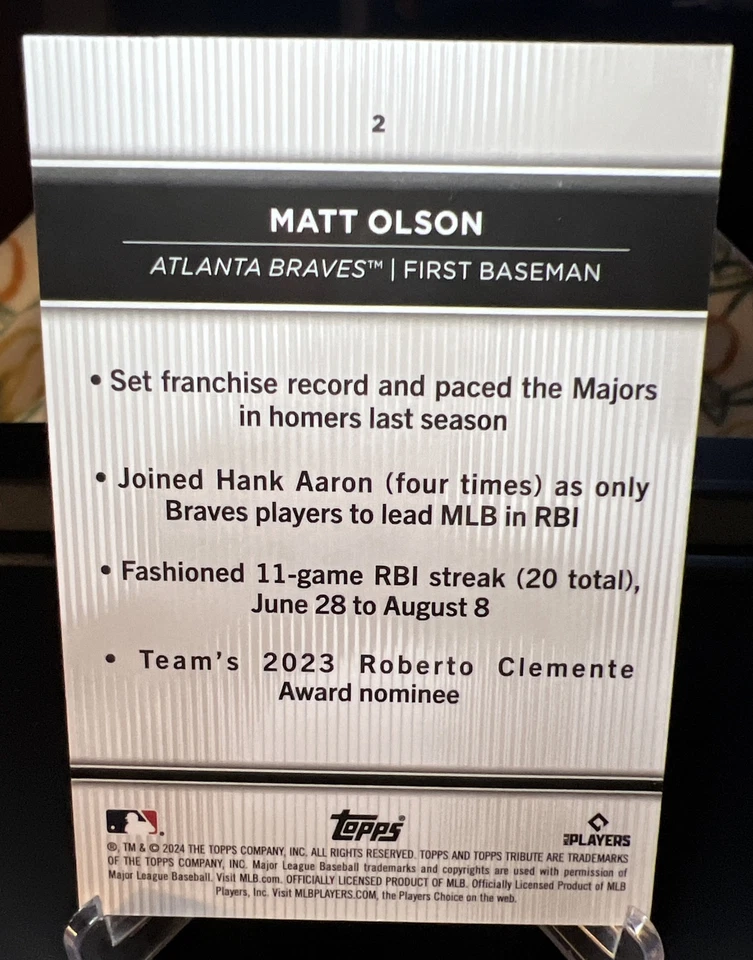 2
MATT OLSON
ATLANTA BRAVES™ | FIRST BASEMAN
• Set franchise record and paced the Majors
in homers last season
• Joined Hank Aaron (four times) as only
Braves players to lead MLB in RBI
• Fashioned 11-game RBI streak (20 total),
June 28 to August 8
• Team's 2023 Roberto Clemente
Award nominee
Topps®
MLB PLAYERS
®, TM & © 2024 THE TOPPS COMPANY, INC. ALL RIGHTS RESERVED. TOPPS AND TOPPS TRIBUTE ARE TRADEMARKS
OF THE TOPPS COMPANY, INC. Major League Baseball trademarks and copyrights are used with permission of
Major League Baseball. Visit MLB.com. OFFICIALLY LICENSED PRODUCT OF MLB. Officially Licensed Product of MLB
Players, Inc. Visit MLBPLAYERS.COM, the Players Choice on the web.